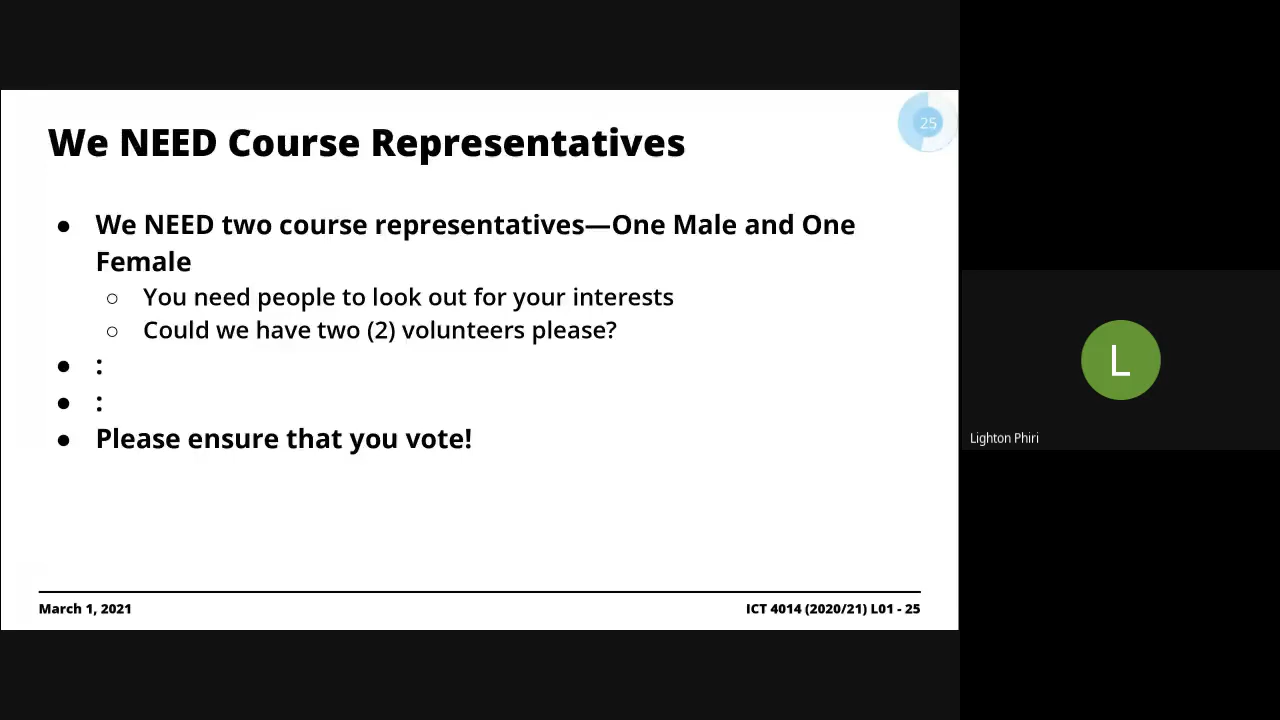 25
We NEED Course Representatives
● We NEED two course representatives—One Male and One
Female
○ You need people to look out for your interests
○ Could we have two (2) volunteers please?
● :
● :
● Please ensure that you vote!
March 1, 2021
ICT 4014 (2020/21) L01 - 25
L
Lighton Phiri